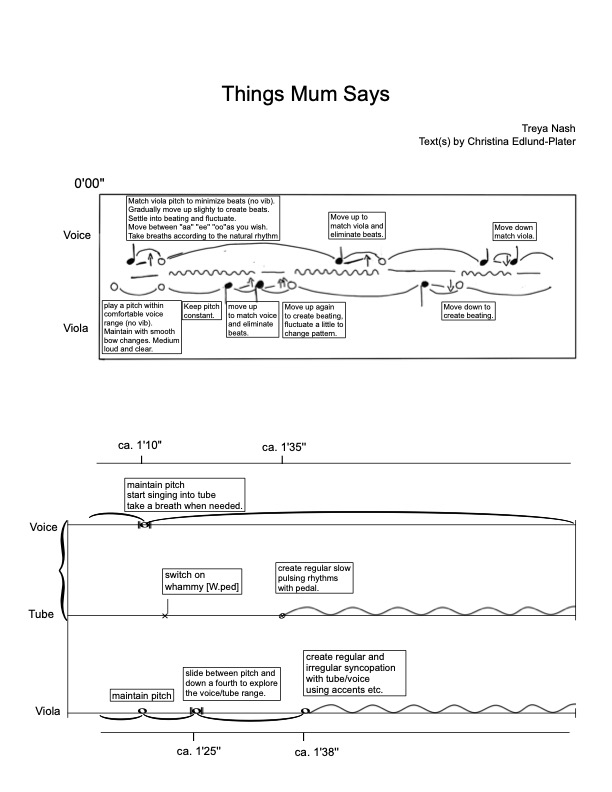 Things Mum Says
Treya Nash
Text(s) by Christina Edlund-Plater
0'00"
Voice
Match viola pitch to minimize beats (no vib).
Gradually move up slighty to create beats.
Settle into beating and fluctuate.
Move between "aa" "ee" "oo"as you wish.
Take breaths according to the natural rhythm
Move up to
match viola and
eliminate beats.
Move down
match viola.
Viola
play a pitch within
comfortable voice
range (no vib).
Maintain with smooth
bow changes. Medium
loud and clear.
Keep pitch
constant.
move up
to match voice
and eliminate
beats.
Move up again
to create beating,
fluctuate a little to
change pattern.
Move down to
create beating.
ca. 1'10"
ca. 1'35"
maintain pitch
start singing into tube
take a breath when needed.
Voice
switch on
whammy [W.ped]
create regular slow
pulsing rhythms
with pedal.
Tube
maintain pitch
slide between pitch and
down a fourth to explore
the voice/tube range.
create regular and
irregular syncopation
with tube/voice
using accents etc.
Viola
ca. 1'25"
ca. 1'38"